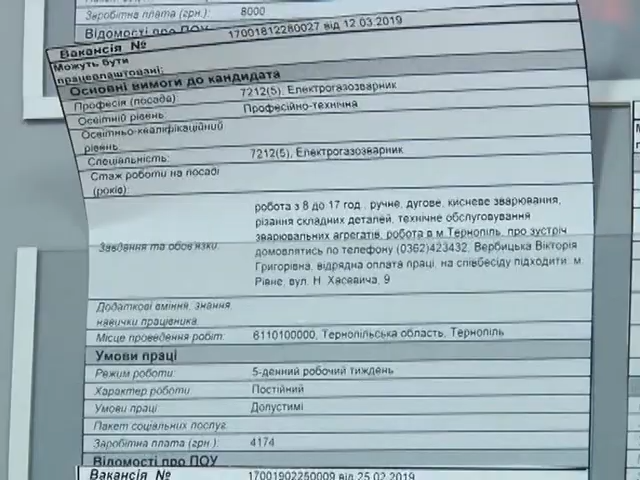 Заробітна плата (грн.): 8000
Відомості про ПОУ
Вакансія № 17001812280027 від 12.03.2019
Можуть бути
працевлаштовані:
Основні вимоги до кандидата
Професія (посада): 7212(5), Електрогазозварник
Освітній рівень: Професійно-технічна
Освітньо-кваліфікаційний
рівень:
Спеціальність: 7212(5), Електрогазозварник
Стаж роботи на посаді
(років):
робота з 8 до 17 год , ручне, дугове, кисневе зварювання,
різання складних деталей, технічне обслуговування
зварювальних агрегатів, робота в м.Тернопіль, про зустріч
Завдання та обов'язки: домовлятись по телефону (0362)423432, Вербицька Вікторія
Григорівна, відрядна оплата праці, на співбесіду підходити: м.
Рівне, вул. Н. Хасевича, 9
Додаткові вміння, знання
навички працівника:
Місце проведення робіт: 6110100000, Тернопільська область, Тернопіль
Умови праці
Режим роботи: 5-денний робочий тиждень
Характер роботи: Постійний
Умови праці: Допустимі
Пакет соціальних послуг:
Заробітна плата (грн.): 4174
Відомості про ПОУ
Вакансія № 17001902250009 від 25.02.2019